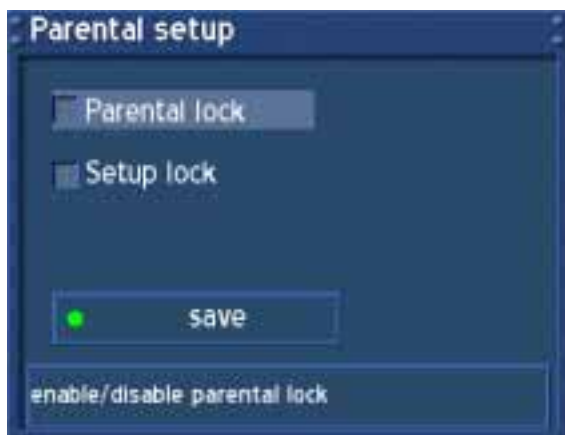 Parental setup
Parental lock
Setup lock
save
enable/disable parental lock